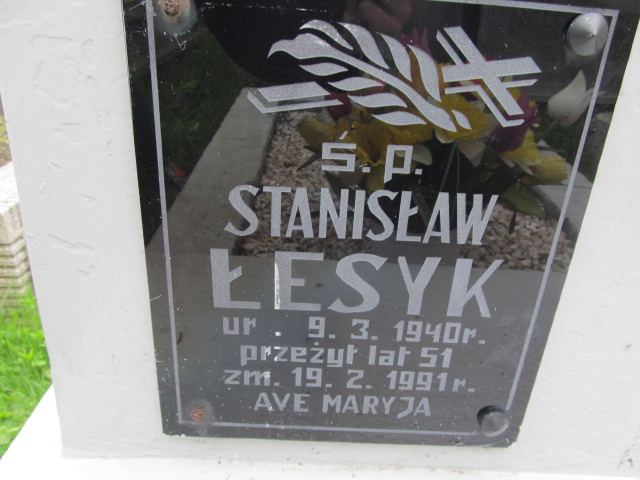 ś. p.
STANISŁAW
ŁESYK
ur. 9. 3. 1940r.
przeżył lat 51
zm. 19. 2. 1991r.
AVE MARYJA